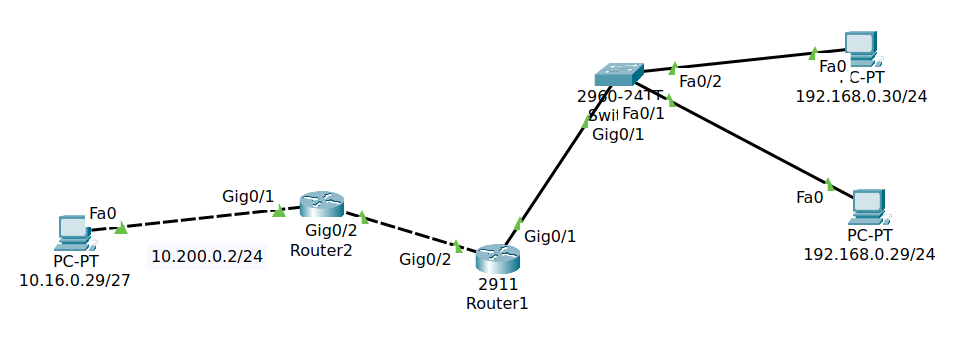 Fa0
PC-PT
192.168.0.30/24
Fa0/2
2960-24TT
Fa0/1
Gig0/1
Fa0
PC-PT
192.168.0.29/24
Gig0/1
Gig0/2
Router2
Fa0
PC-PT
10.16.0.29/27
10.200.0.2/24
Gig0/1
Gig0/2
2911
Router1